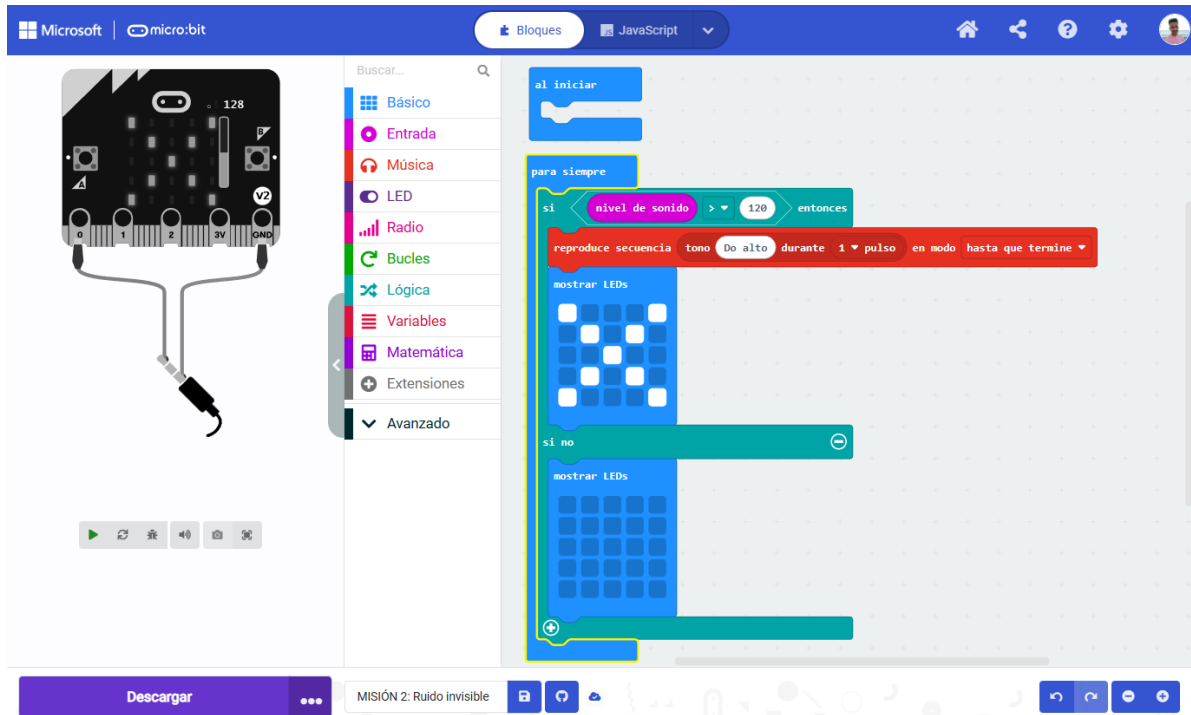 Microsoft micro:bit Bloques JavaScript
128
B
A
V2
0 1 2 3V GND
Buscar...
Básico
Entrada
Música
LED
Radio
Bucles
Lógica
Variables
Matemática
Extensiones
Avanzado
al iniciar
para siempre
si nivel de sonido > 120 entonces
reproduce secuencia tono Do alto durante 1 pulso en modo hasta que termine
mostrar LEDs
si no
mostrar LEDs
Descargar
MISIÓN 2: Ruido invisible